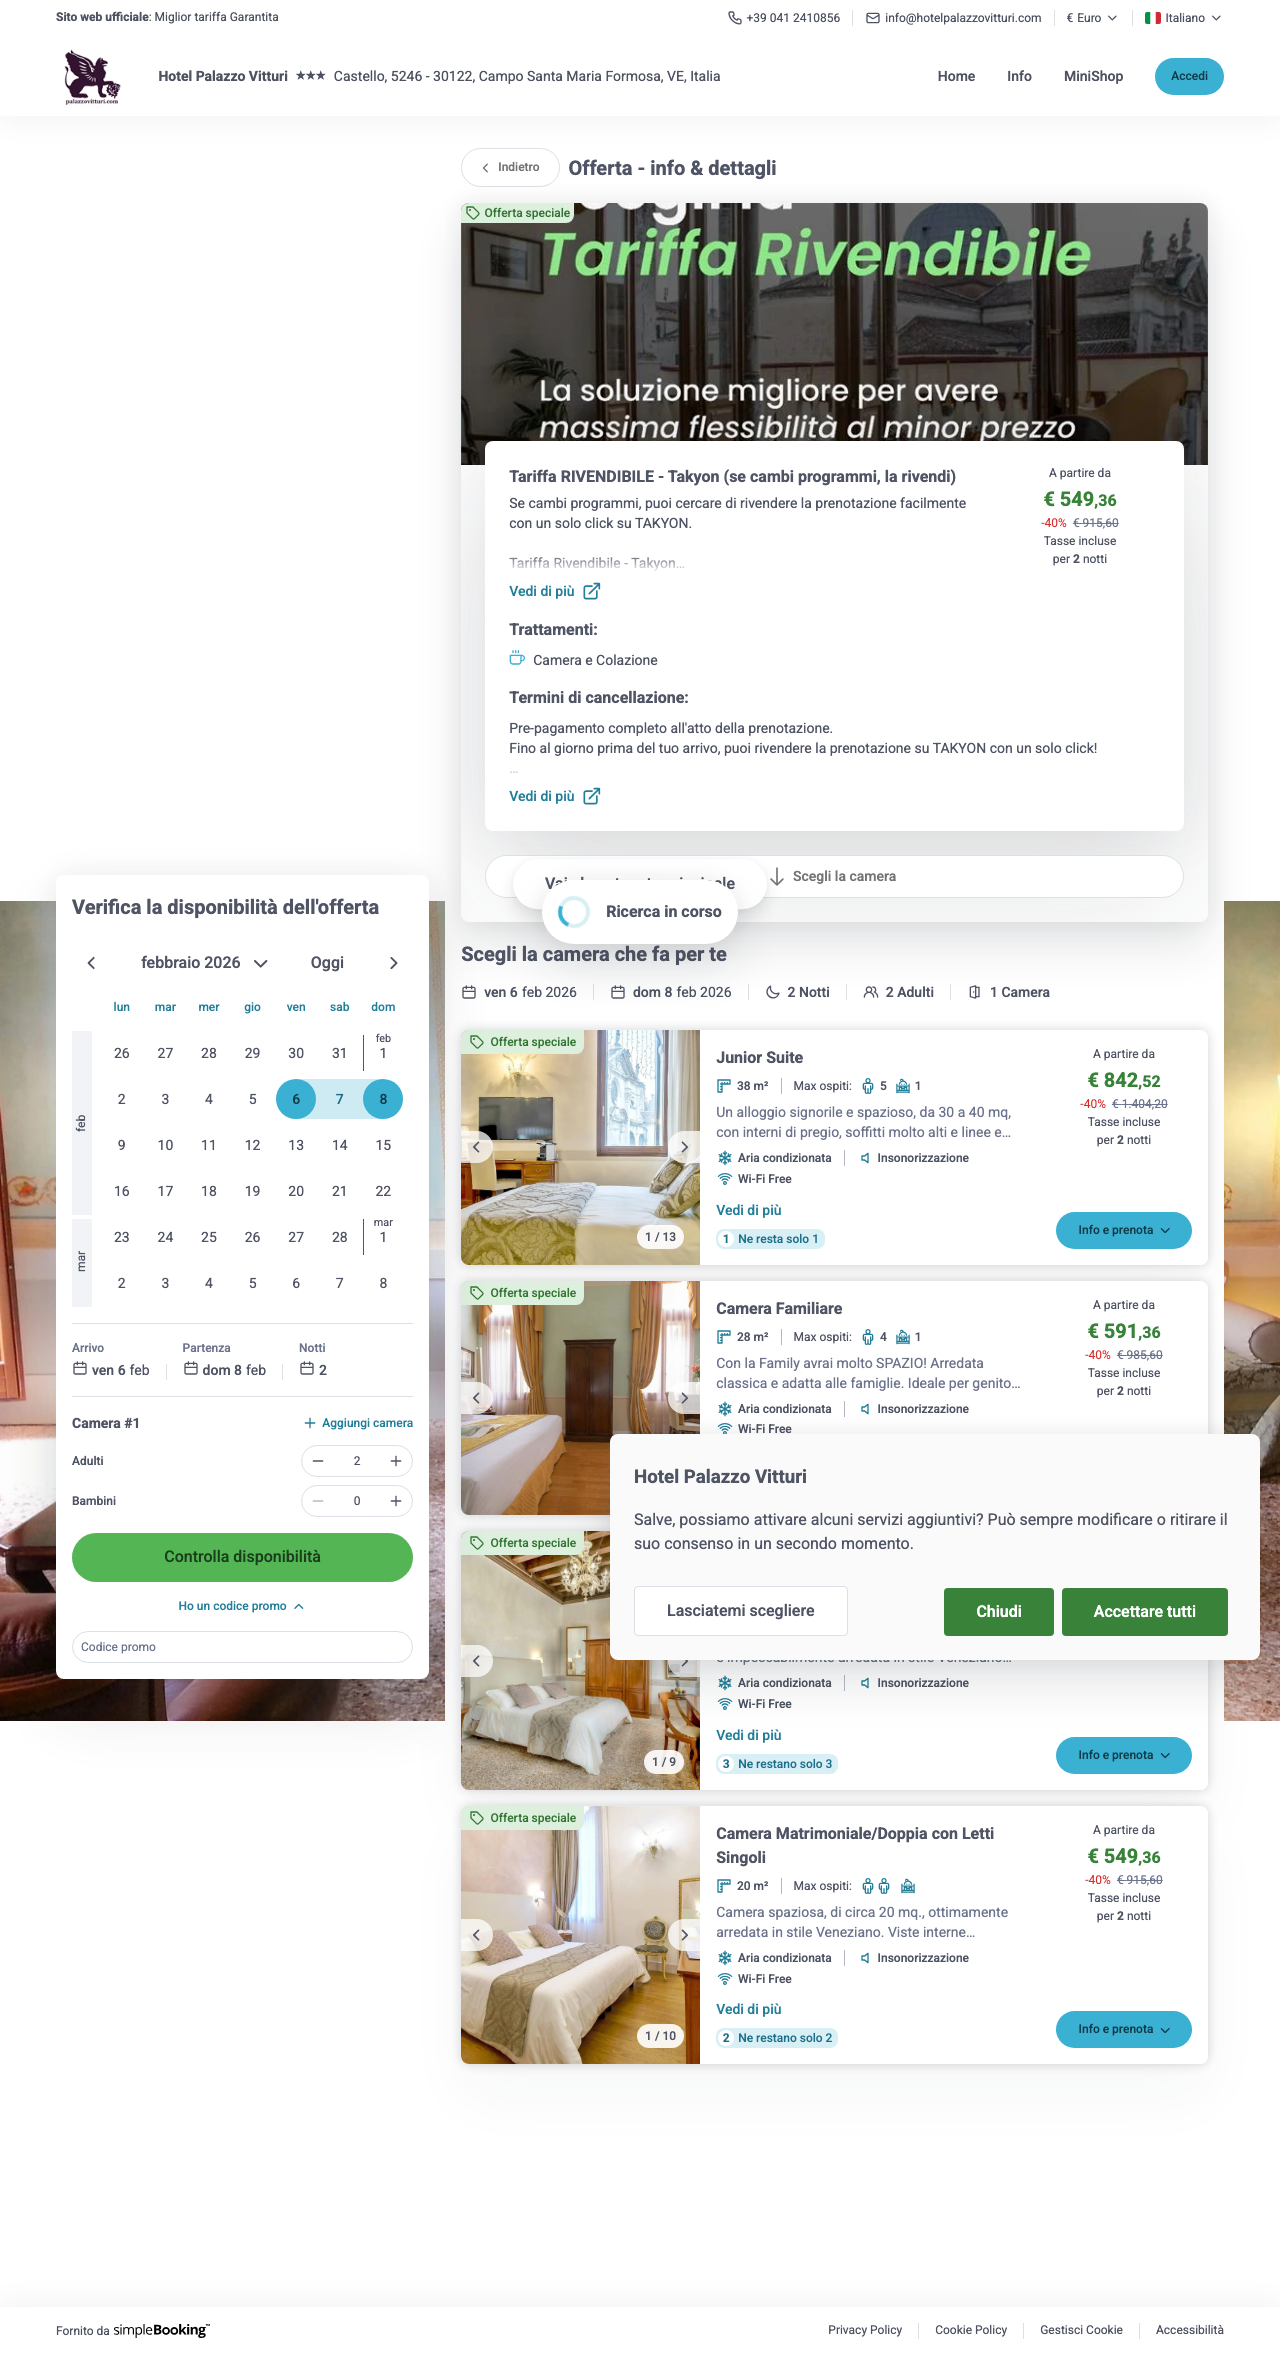 Sito web ufficiale: Miglior tariffa Garantita
+39 041 2410856
info@hotelpalazzovitturi.com
€ Euro
Italiano
palazzovitturi.com
Hotel Palazzo Vitturi ★★★ Castello, 5246 - 30122, Campo Santa Maria Formosa, VE, Italia
Home
Info
MiniShop
Accedi
Indietro
Offerta - info & dettagli
Offerta speciale
Tariffa Rivendibile
La soluzione migliore per avere
massima flessibilità al minor prezzo
Tariffa RIVENDIBILE - Takyon (se cambi programmi, la rivendi)
Se cambi programmi, puoi cercare di rivendere la prenotazione facilmente
con un solo click su TAKYON.
Tariffa Rivendibile - Takyon...
Vedi di più
A partire da
€ 549,36
-40% € 915,60
Tasse incluse
per 2 notti
Trattamenti:
Camera e Colazione
Termini di cancellazione:
Pre-pagamento completo all'atto della prenotazione.
Fino al giorno prima del tuo arrivo, puoi rivendere la prenotazione su TAKYON con un solo click!
...
Vedi di più
Scegli la camera
Ricerca in corso
Verifica la disponibilità dell'offerta
febbraio 2026
Oggi
lun mar mer gio ven sab dom
feb
26 27 28 29 30 31 1
feb
2 3 4 5 6 7 8
9 10 11 12 13 14 15
16 17 18 19 20 21 22
mar
23 24 25 26 27 28 1
mar
2 3 4 5 6 7 8
Arrivo
ven 6 feb
Partenza
dom 8 feb
Notti
2
Camera #1
Aggiungi camera
Adulti
2
Bambini
0
Controlla disponibilità
Ho un codice promo
Codice promo
Scegli la camera che fa per te
ven 6 feb 2026
dom 8 feb 2026
2 Notti
2 Adulti
1 Camera
Offerta speciale
1 / 13
Junior Suite
38 m²
Max ospiti: 5 1
Un alloggio signorile e spazioso, da 30 a 40 mq,
con interni di pregio, soffitti molto alti e linee e...
Aria condizionata
Insonorizzazione
Wi-Fi Free
Vedi di più
1 Ne resta solo 1
A partire da
€ 842,52
-40% € 1.404,20
Tasse incluse
per 2 notti
Info e prenota
Offerta speciale
Camera Familiare
28 m²
Max ospiti: 4 1
Con la Family avrai molto SPAZIO! Arredata
classica e adatta alle famiglie. Ideale per genito...
Aria condizionata
Insonorizzazione
Wi-Fi Free
A partire da
€ 591,36
-40% € 985,60
Tasse incluse
per 2 notti
Hotel Palazzo Vitturi
Salve, possiamo attivare alcuni servizi aggiuntivi? Può sempre modificare o ritirare il
suo consenso in un secondo momento.
Lasciatemi scegliere
Chiudi
Accettare tutti
Offerta speciale
1 / 9
Aria condizionata
Insonorizzazione
Wi-Fi Free
Vedi di più
3 Ne restano solo 3
Info e prenota
Offerta speciale
1 / 10
Camera Matrimoniale/Doppia con Letti
Singoli
20 m²
Max ospiti:
Camera spaziosa, di circa 20 mq., ottimamente
arredata in stile Veneziano. Viste interne...
Aria condizionata
Insonorizzazione
Wi-Fi Free
Vedi di più
2 Ne restano solo 2
A partire da
€ 549,36
-40% € 915,60
Tasse incluse
per 2 notti
Info e prenota
Fornito da simpleBooking™
Privacy Policy
Cookie Policy
Gestisci Cookie
Accessibilità